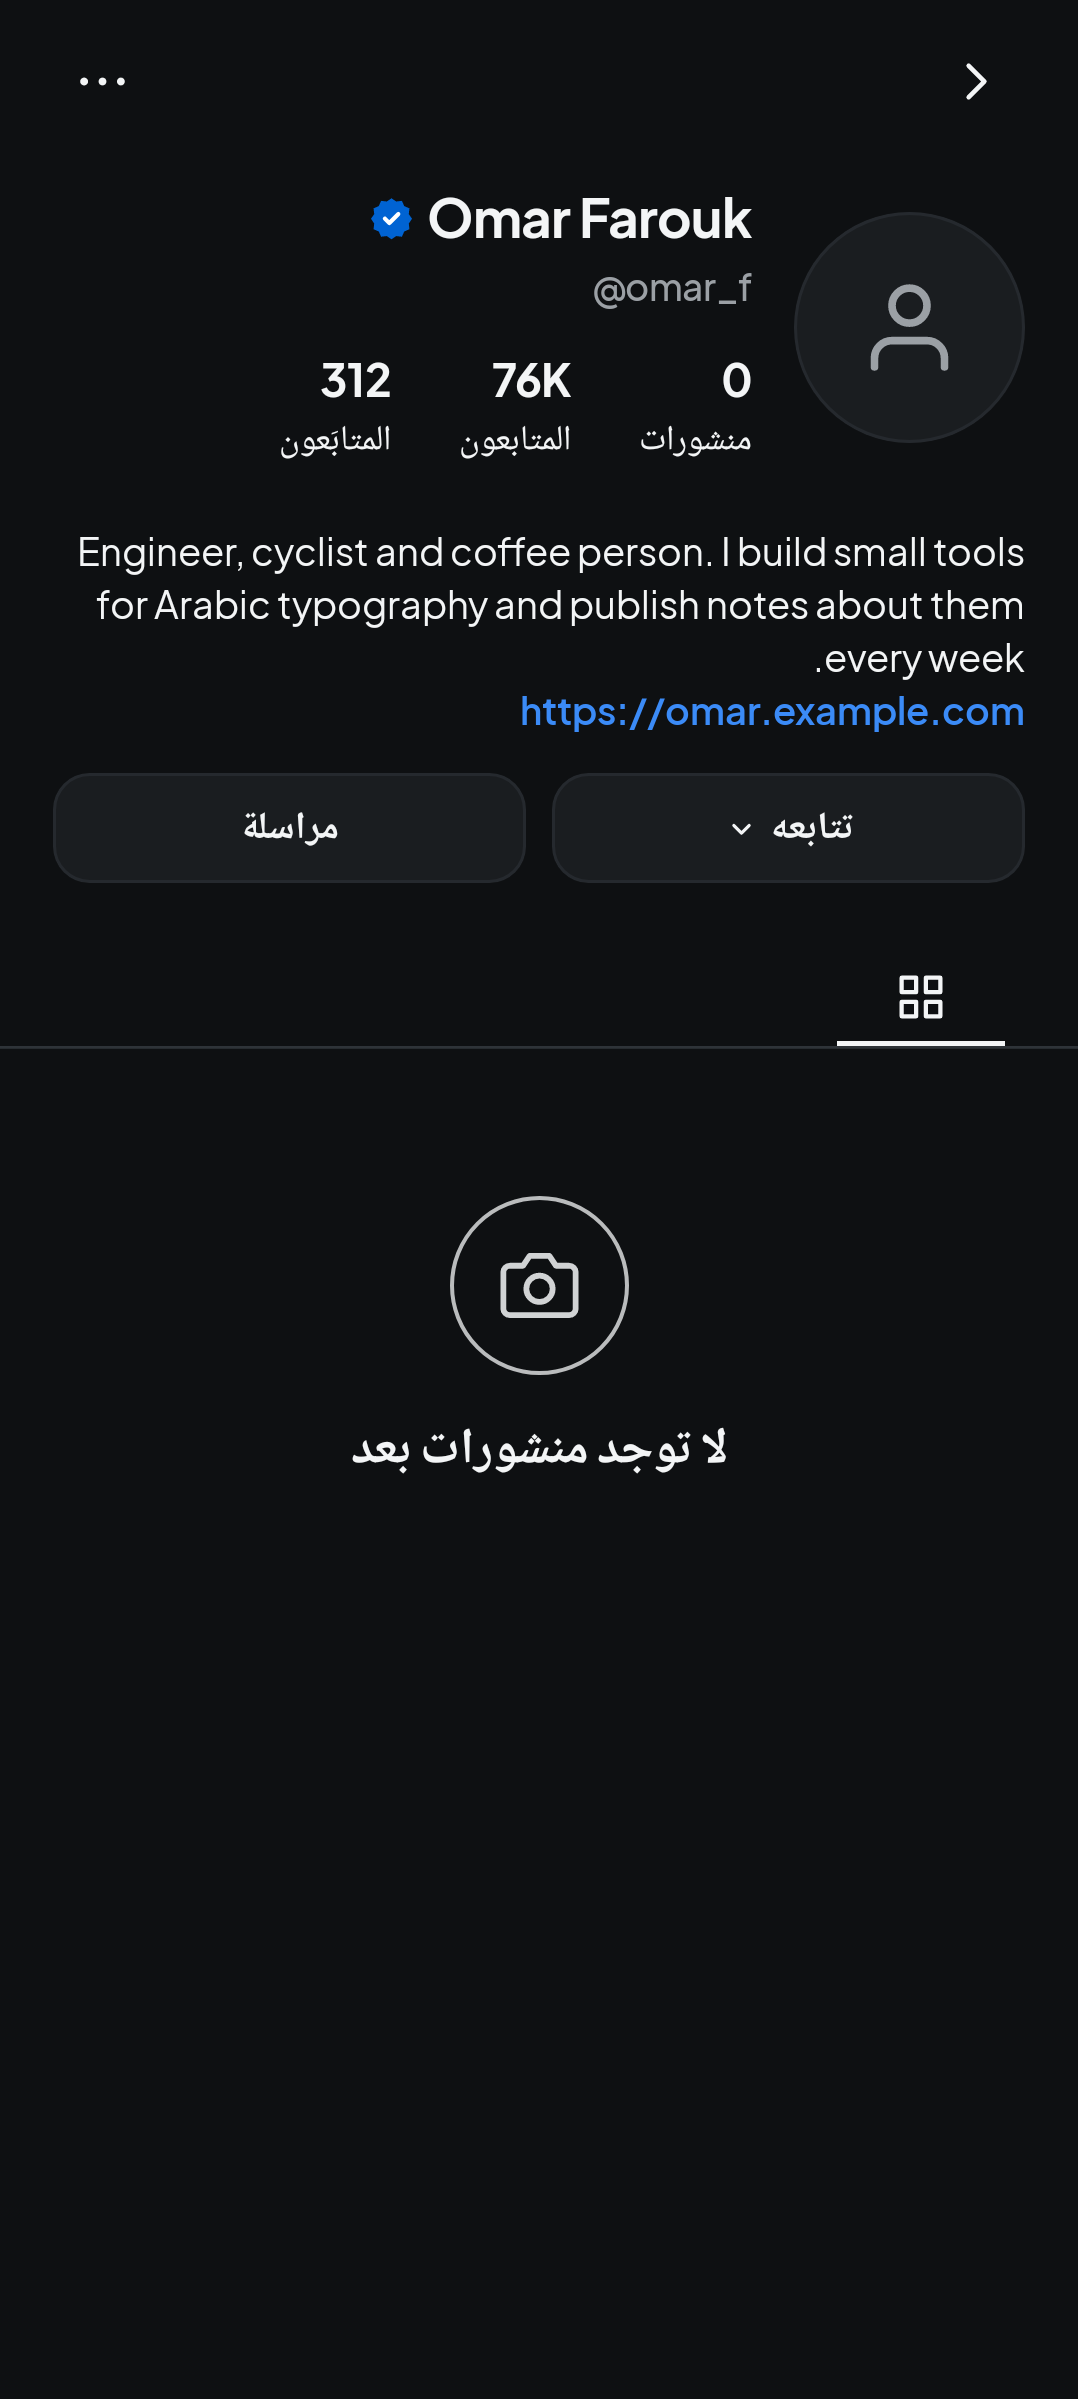 Omar Farouk
@omar_f
0 76K 312
منشورات المتابعون المتابَعون
Engineer, cyclist and coffee person. I build small tools
for Arabic typography and publish notes about them
every week.
https://omar.example.com
تتابعه مراسلة
لا توجد منشورات بعد